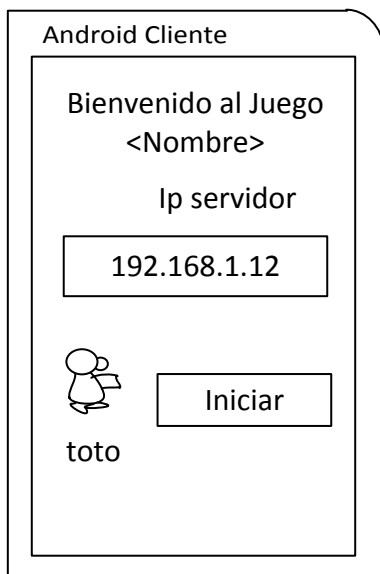 Android Cliente
Bienvenido al Juego
<Nombre>
Ip servidor
192.168.1.12
Iniciar
toto